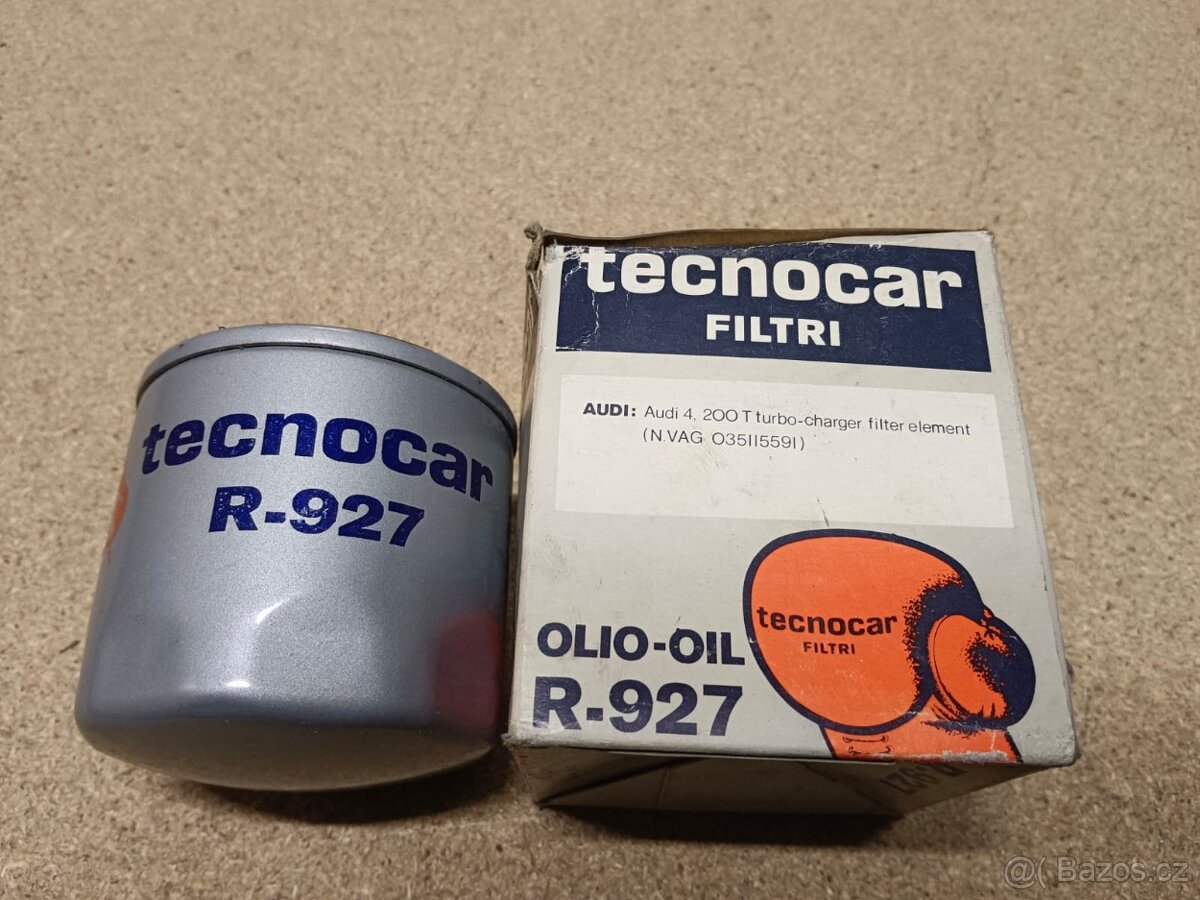 tecnocar
R-927
tecnocar
FILTRI
AUDI: Audi 4, 200 T turbo-charger filter element
(N.VAG 035115591)
tecnocar
FILTRI
OLIO-OIL
R-927
R-927
@( Bazos.cz